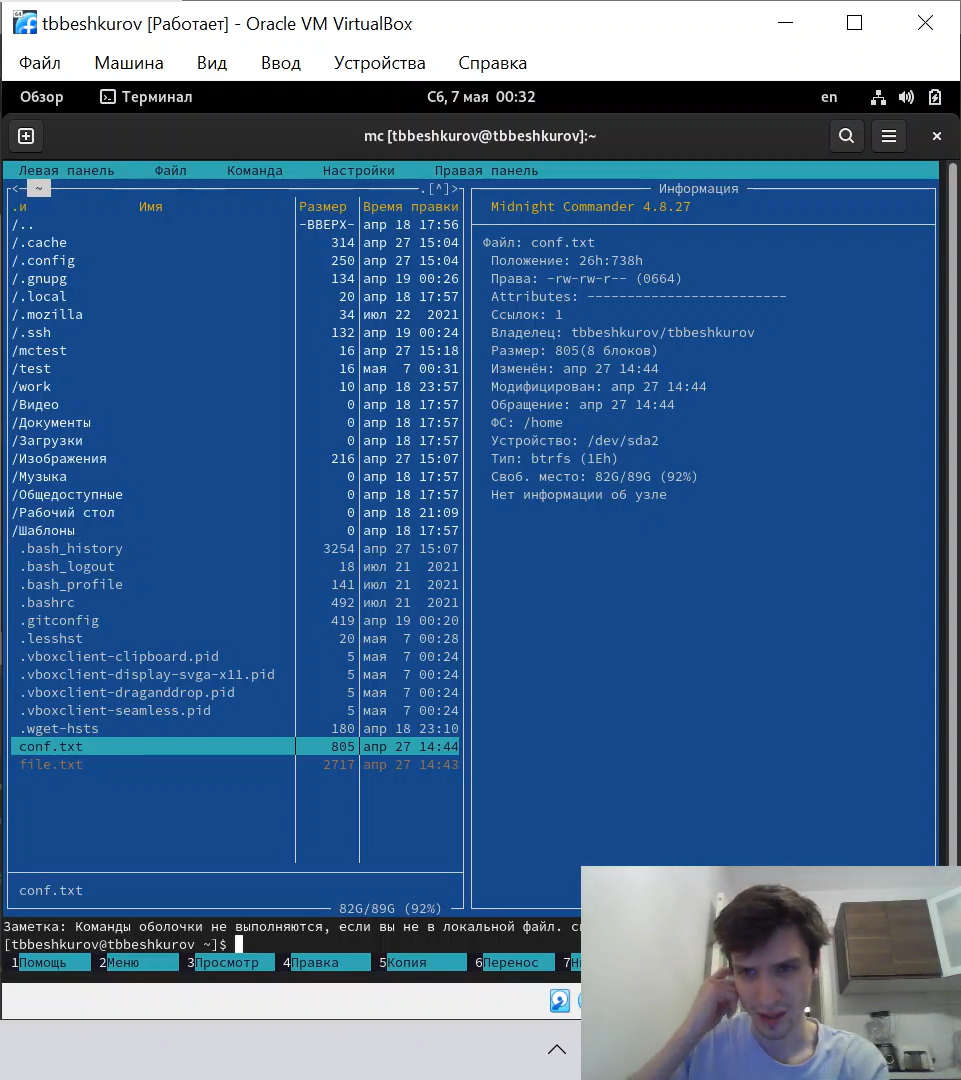 tbbeshkurov [Работает] - Oracle VM VirtualBox
Файл Машина Вид Ввод Устройства Справка
Обзор Терминал Сб, 7 мая 00:32 en
mc [tbbeshkurov@tbbeshkurov]:~
Левая панель Файл Команда Настройки Правая панель
<- ~ .[^]> Информация
.и Имя Размер Время правки Midnight Commander 4.8.27
/.. -ВВЕРХ- апр 18 17:56
/.cache 314 апр 27 15:04 Файл: conf.txt
/.config 250 апр 27 15:04 Положение: 26h:738h
/.gnupg 134 апр 19 00:26 Права: -rw-rw-r-- (0664)
/.local 20 апр 18 17:57 Attributes: -------------------------
/.mozilla 34 июл 22 2021 Ссылок: 1
/.ssh 132 апр 19 00:24 Владелец: tbbeshkurov/tbbeshkurov
/mctest 16 апр 27 15:18 Размер: 805(8 блоков)
/test 16 мая 7 00:31 Изменён: апр 27 14:44
/work 10 апр 18 23:57 Модифицирован: апр 27 14:44
/Видео 0 апр 18 17:57 Обращение: апр 27 14:44
/Документы 0 апр 18 17:57 ФС: /home
/Загрузки 0 апр 18 17:57 Устройство: /dev/sda2
/Изображения 216 апр 27 15:07 Тип: btrfs (1Eh)
/Музыка 0 апр 18 17:57 Своб. место: 82G/89G (92%)
/Общедоступные 0 апр 18 17:57 Нет информации об узле
/Рабочий стол 0 апр 18 21:09
/Шаблоны 0 апр 18 17:57
.bash_history 3254 апр 27 15:07
.bash_logout 18 июл 21 2021
.bash_profile 141 июл 21 2021
.bashrc 492 июл 21 2021
.gitconfig 419 апр 19 00:20
.lesshst 20 мая 7 00:28
.vboxclient-clipboard.pid 5 мая 7 00:24
.vboxclient-display-svga-x11.pid 5 мая 7 00:24
.vboxclient-draganddrop.pid 5 мая 7 00:24
.vboxclient-seamless.pid 5 мая 7 00:24
.wget-hsts 180 апр 18 23:10
conf.txt 805 апр 27 14:44
file.txt 2717 апр 27 14:43
conf.txt
82G/89G (92%)
Заметка: Команды оболочки не выполняются, если вы не в локальной файл.
[tbbeshkurov@tbbeshkurov ~]$
1Помощь 2Меню 3Просмотр 4Правка 5Копия 6Перенос 7